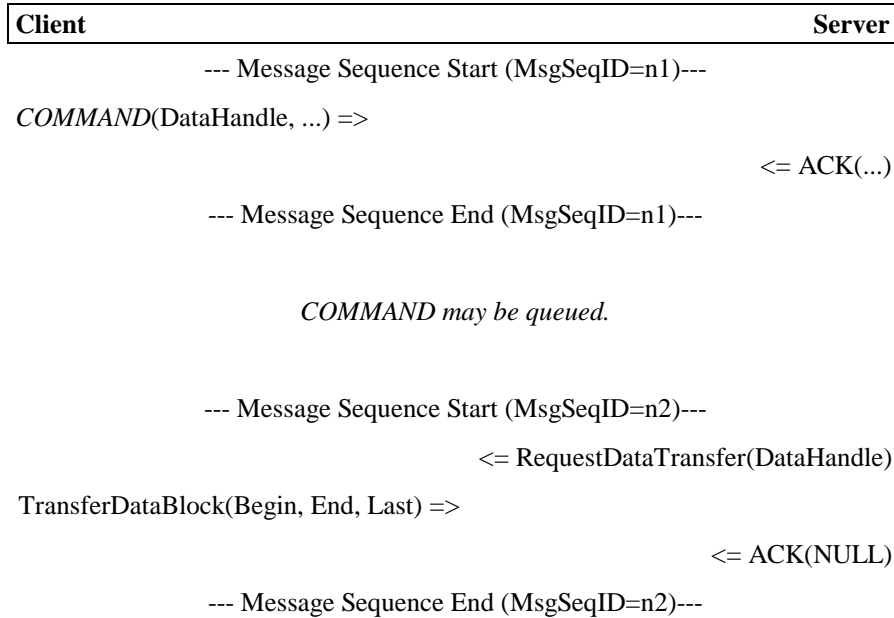 Client Server
--- Message Sequence Start (MsgSeqID=n1)---
COMMAND(DataHandle, ...) =>
<= ACK(...)
--- Message Sequence End (MsgSeqID=n1)---
COMMAND may be queued.
--- Message Sequence Start (MsgSeqID=n2)---
<= RequestDataTransfer(DataHandle)
TransferDataBlock(Begin, End, Last) =>
<= ACK(NULL)
--- Message Sequence End (MsgSeqID=n2)---